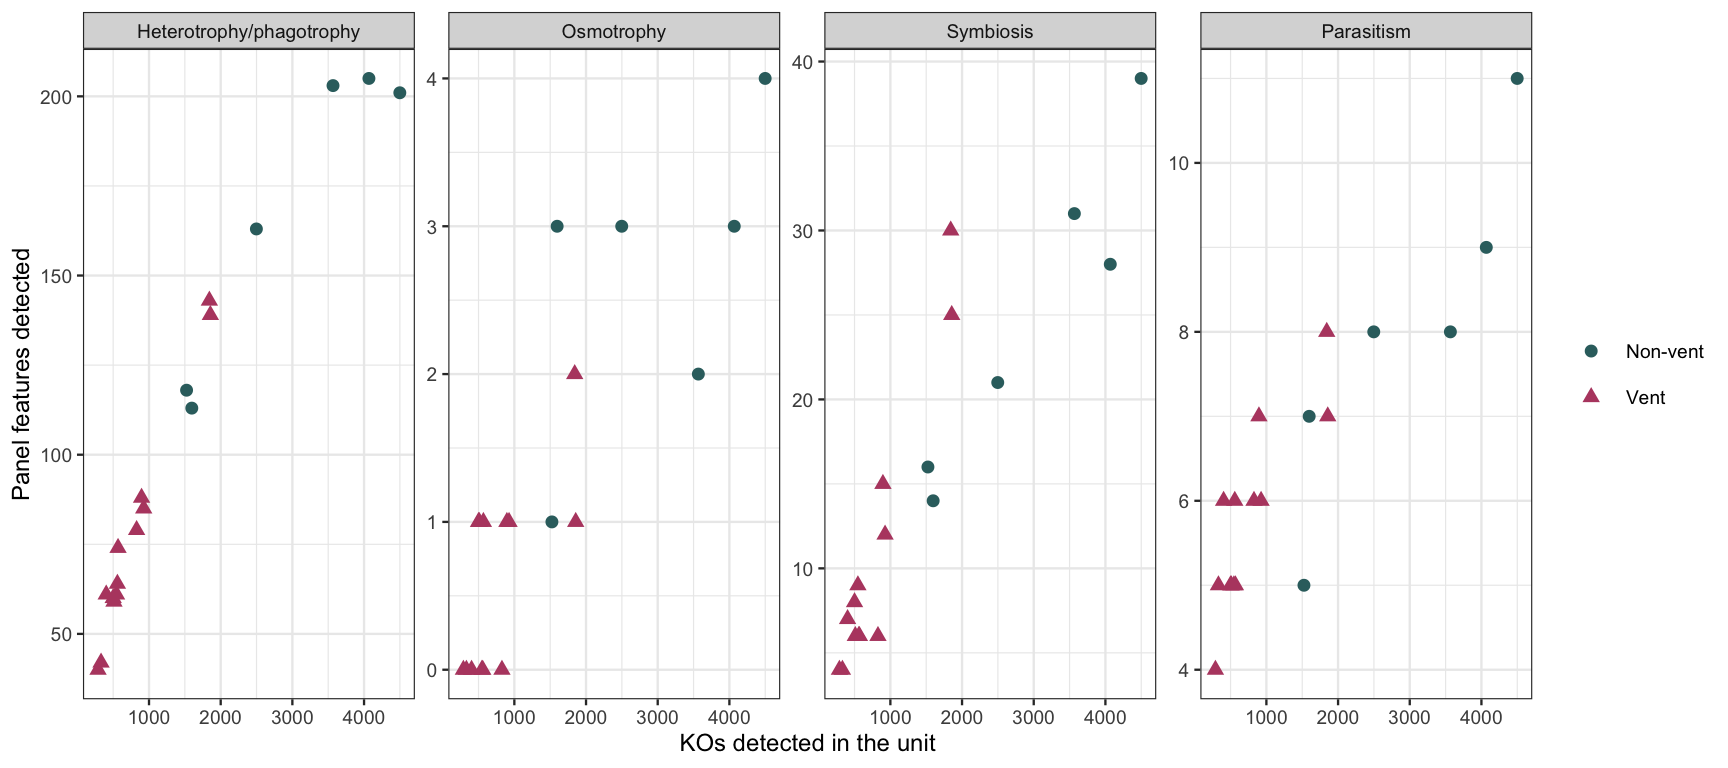 Heterotrophy/phagotrophy
Osmotrophy
Symbiosis
Parasitism
Panel features detected
200
150
100
50
4
3
2
1
0
40
30
20
10
10
8
6
4
1000 2000 3000 4000
1000 2000 3000 4000
1000 2000 3000 4000
1000 2000 3000 4000
KOs detected in the unit
Non-vent
Vent